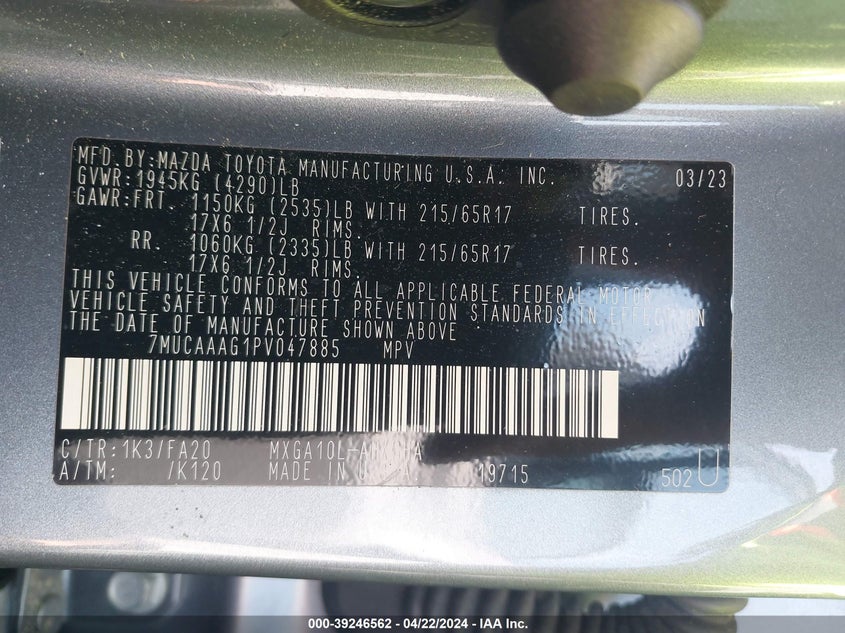 MFD.BY:MAZDA TOYOTA MANUFACTURING U.S.A. INC. 03/23
GVWR:1945KG (4290)LB
GAWR:FRT. 1150KG (2535)LB WITH 215/65R17 TIRES.
17X6 1/2J RIMS.
RR. 1060KG (2335)LB WITH 215/65R17 TIRES.
17X6 1/2J RIMS.
THIS VEHICLE CONFORMS TO ALL APPLICABLE FEDERAL MOTOR
VEHICLE SAFETY AND THEFT PREVENTION STANDARDS IN EFFECT ON
THE DATE OF MANUFACTURE SHOWN ABOVE
7MUCAAAG1PV047885 MPV
C/TR:1K3/FA20
A/TM: /K120 MADE IN 19715 502 U
000-39246562 - 04/22/2024 - IAA Inc.